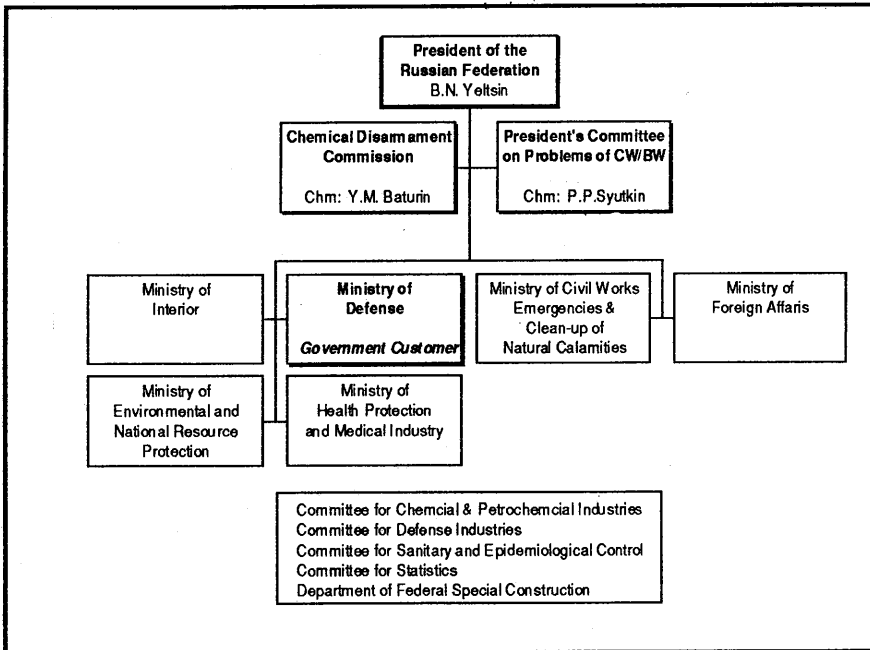 President of the
Russian Federation
B.N. Yeltsin
Chemical Disarmament
Commission
Chm: Y.M. Baturin
President's Committee
on Problems of CW/BW
Chm: P.P.Syutkin
Ministry of
Interior
Ministry of
Defense
Government Customer
Ministry of Civil Works
Emergencies &
Clean-up of
Natural Calamities
Ministry of
Foreign Affaris
Ministry of
Environmental and
National Resource
Protection
Ministry of
Health Protection
and Medical Industry
Committee for Chemcial & Petrochemcial Industries
Committee for Defense Industries
Committee for Sanitary and Epidemiological Control
Committee for Statistics
Department of Federal Special Construction